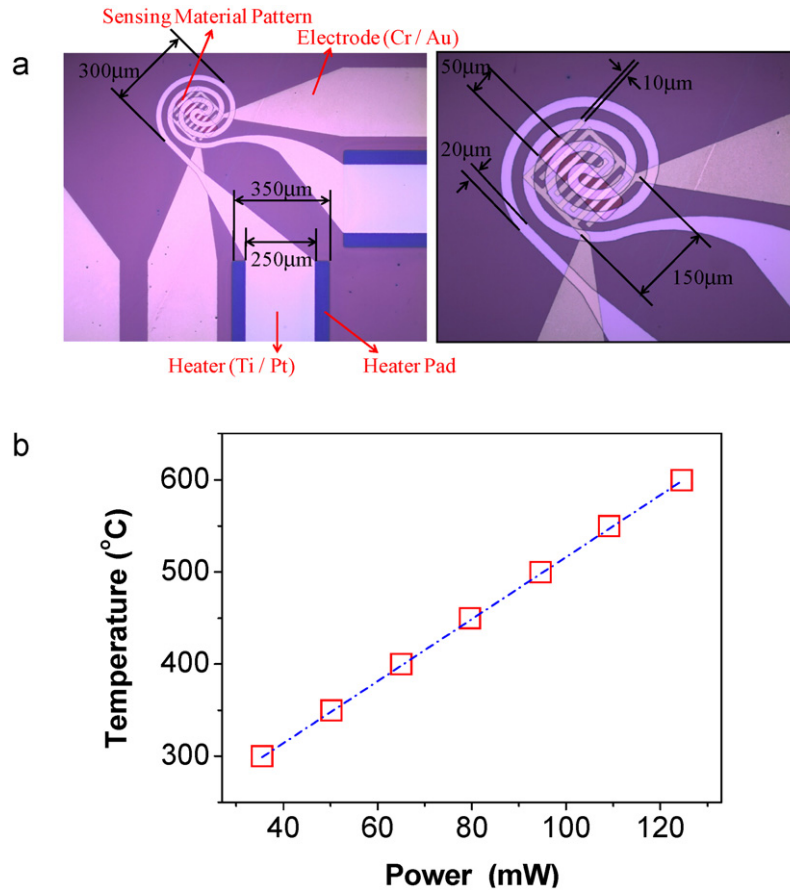 a
Sensing Material Pattern
Electrode (Cr / Au)
300μm
350μm
250μm
Heater (Ti / Pt)
Heater Pad
50μm
10μm
20μm
150μm
b
Temperature (°C)
600
500
400
300
40
60
80
100
120
Power (mW)